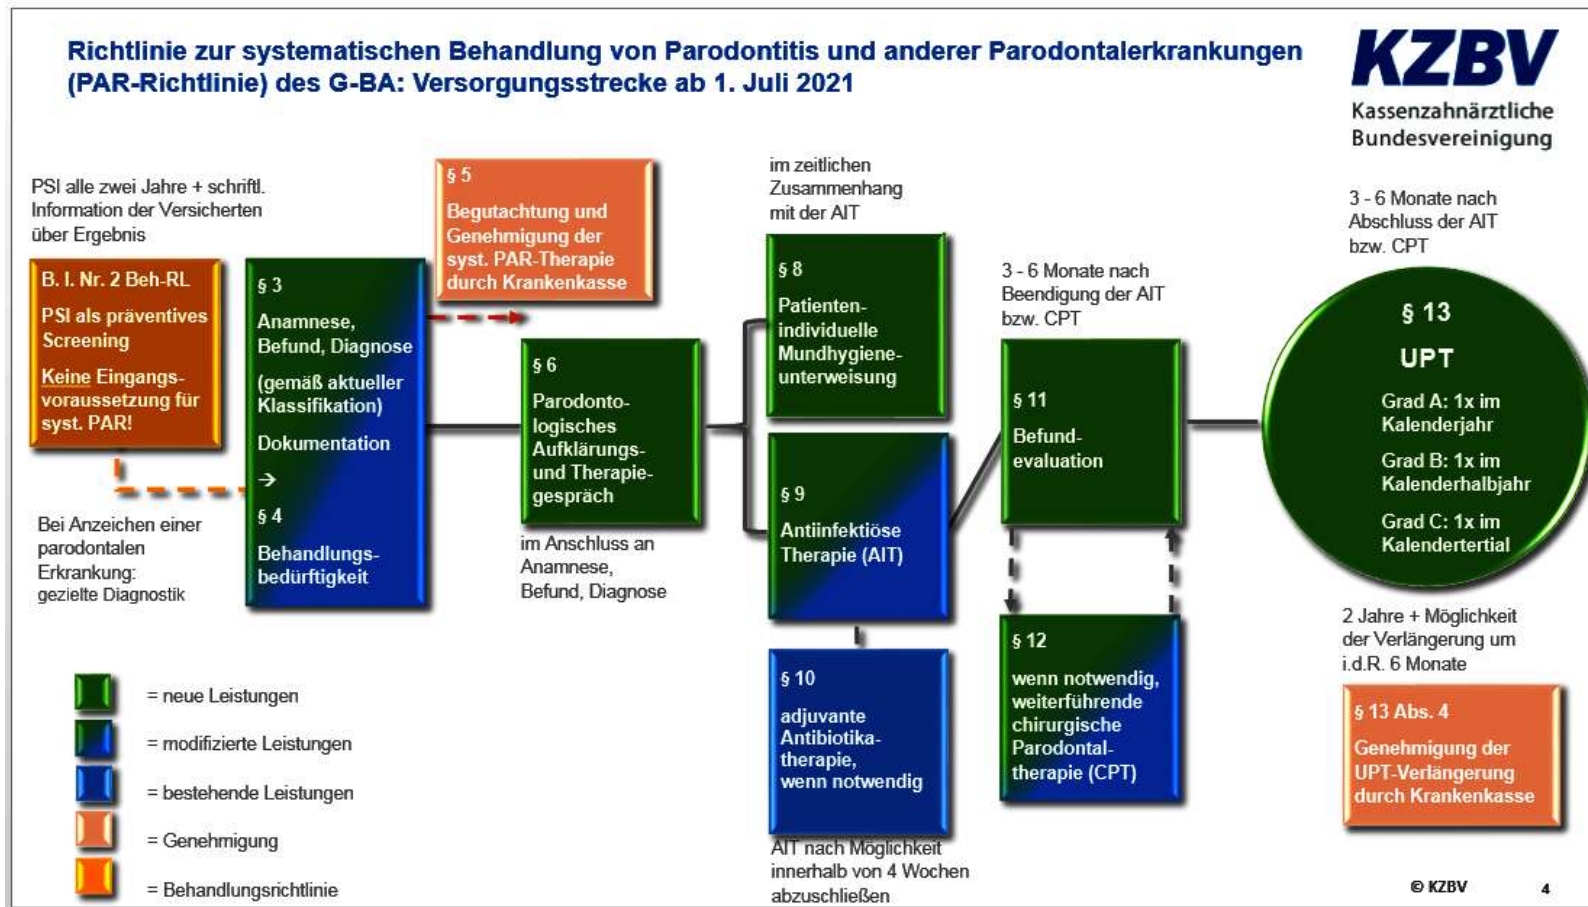 Richtlinie zur systematischen Behandlung von Parodontitis und anderer Parodontalerkrankungen
(PAR-Richtlinie) des G-BA: Versorgungsstrecke ab 1. Juli 2021
KZBV
Kassenzahnärztliche
Bundesvereinigung
PSI alle zwei Jahre + schriftl.
Information der Versicherten
über Ergebnis
B. I. Nr. 2 Beh-RL
PSI als präventives
Screening
Keine Eingangs-
voraussetzung für
syst. PAR!
Bei Anzeichen einer
parodontalen
Erkrankung:
gezielte Diagnostik
§ 3
Anamnese,
Befund, Diagnose
(gemäß aktueller
Klassifikation)
Dokumentation
→
§ 4
Behandlungs-
bedürftigkeit
§ 5
Begutachtung und
Genehmigung der
syst. PAR-Therapie
durch Krankenkasse
§ 6
Parodonto-
logisches
Aufklärungs-
und Therapie-
gespräch
im Anschluss an
Anamnese,
Befund, Diagnose
im zeitlichen
Zusammenhang
mit der AIT
§ 8
Patienten-
individuelle
Mundhygiene-
unterweisung
§ 9
Antiinfektiöse
Therapie (AIT)
§ 10
adjuvante
Antibiotika-
therapie,
wenn notwendig
AIT nach Möglichkeit
innerhalb von 4 Wochen
abzuschließen
3 - 6 Monate nach
Beendigung der AIT
bzw. CPT
§ 11
Befund-
evaluation
§ 12
wenn notwendig,
weiterführende
chirurgische
Parodontal-
therapie (CPT)
3 - 6 Monate nach
Abschluss der AIT
bzw. CPT
§ 13
UPT
Grad A: 1x im
Kalenderjahr
Grad B: 1x im
Kalenderhalbjahr
Grad C: 1x im
Kalendertertial
2 Jahre + Möglichkeit
der Verlängerung um
i.d.R. 6 Monate
§ 13 Abs. 4
Genehmigung der
UPT-Verlängerung
durch Krankenkasse
= neue Leistungen
= modifizierte Leistungen
= bestehende Leistungen
= Genehmigung
= Behandlungsrichtlinie
© KZBV 4